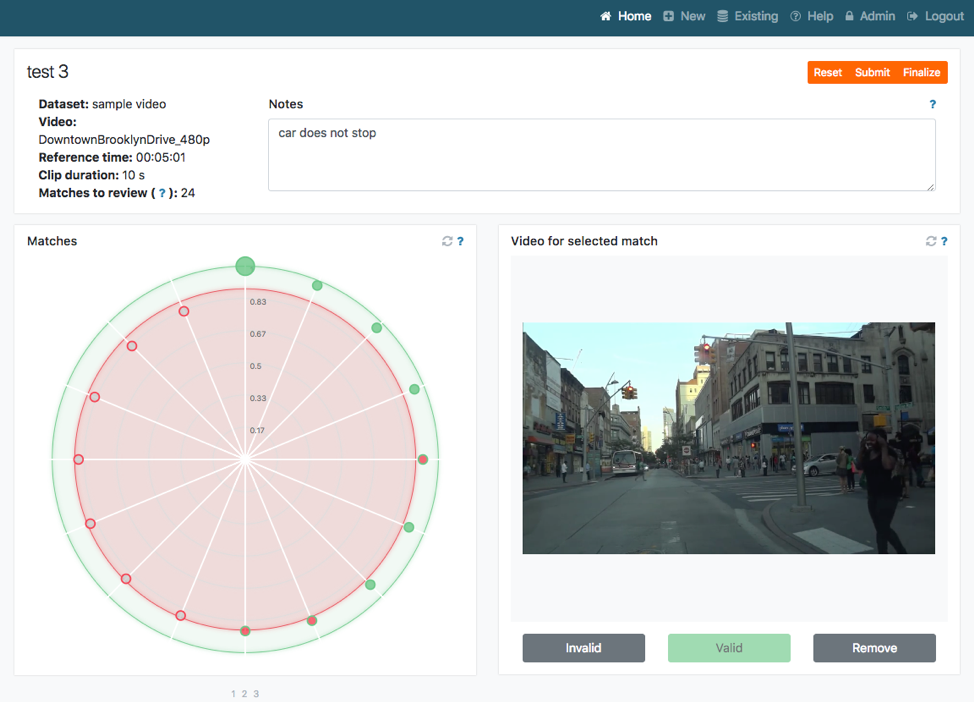 Home New Existing Help Admin Logout
test 3
Reset Submit Finalize
Dataset: sample video
Notes
?
Video:
DowntownBrooklynDrive_480p
Reference time: 00:05:01
Clip duration: 10 s
Matches to review ( ? ): 24
car does not stop
Matches
?
Video for selected match
?
0.83
0.67
0.5
0.33
0.17
Invalid
Valid
Remove
1 2 3